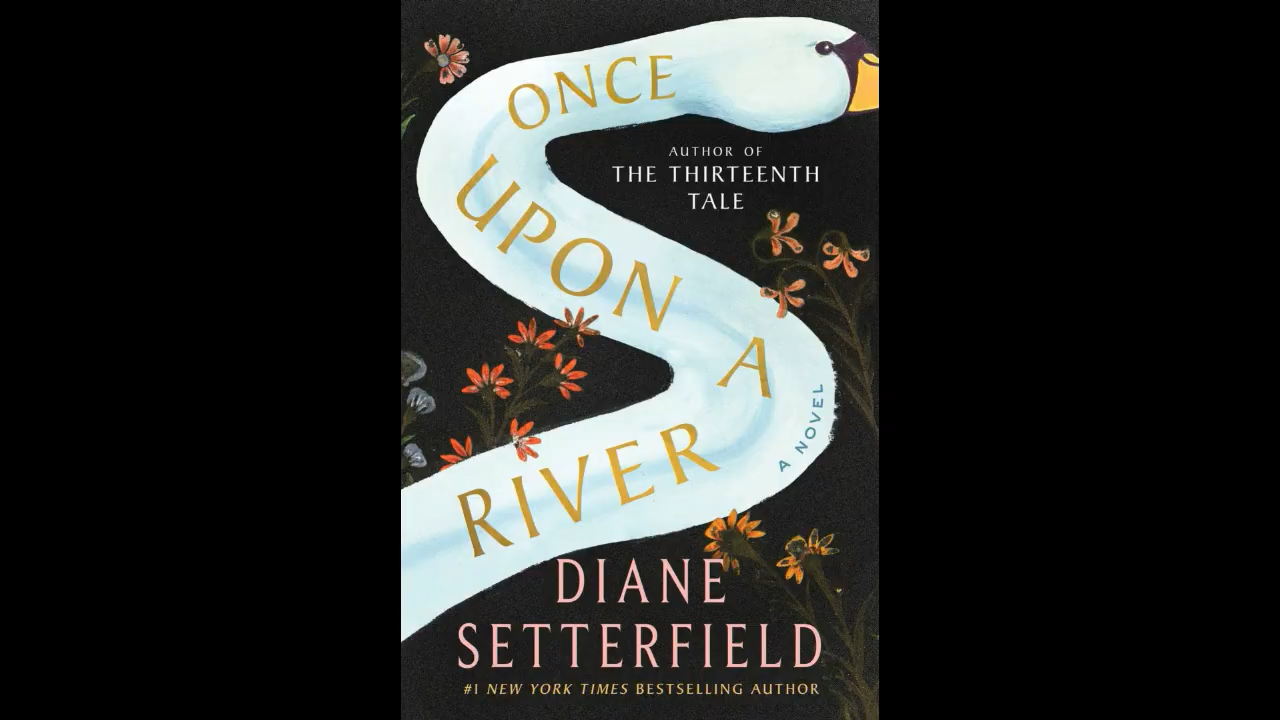 ONCE
UPON
A
RIVER
AUTHOR OF
THE THIRTEENTH
TALE
A NOVEL
DIANE
SETTERFIELD
#1 NEW YORK TIMES BESTSELLING AUTHOR